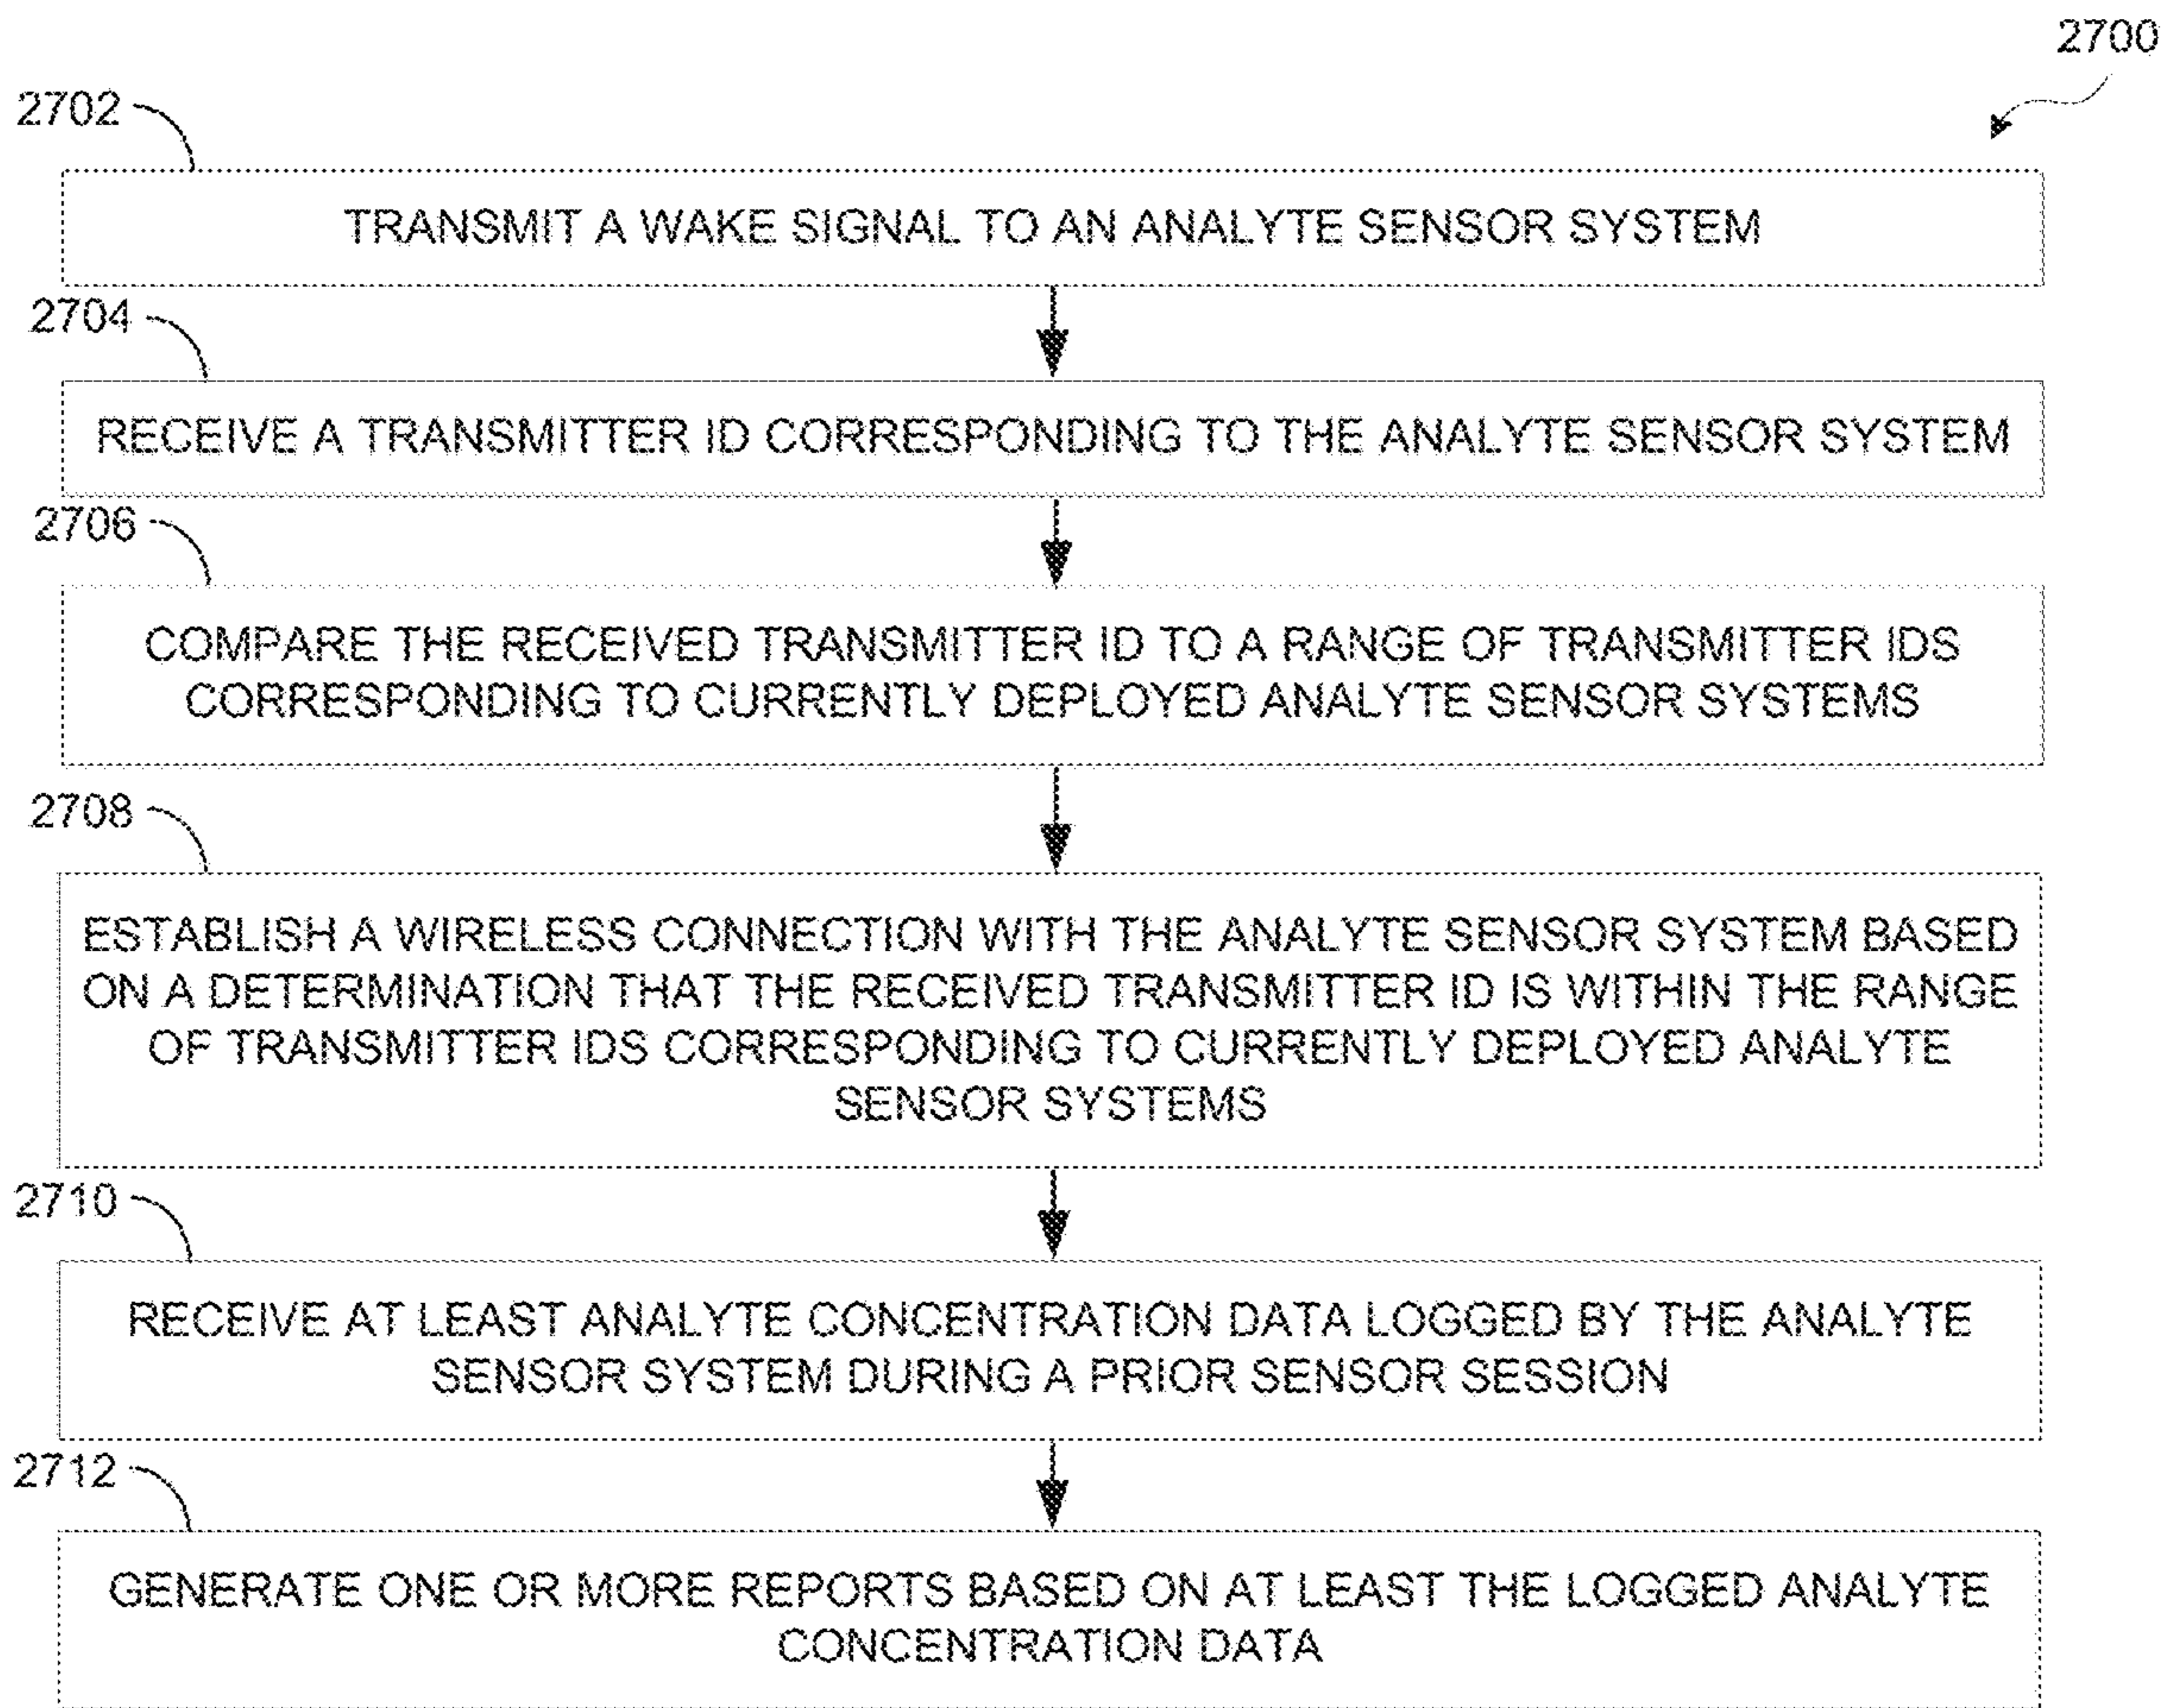 2700
2702
TRANSMIT A WAKE SIGNAL TO AN ANALYTE SENSOR SYSTEM
2704
RECEIVE A TRANSMITTER ID CORRESPONDING TO THE ANALYTE SENSOR SYSTEM
2706
COMPARE THE RECEIVED TRANSMITTER ID TO A RANGE OF TRANSMITTER IDS
CORRESPONDING TO CURRENTLY DEPLOYED ANALYTE SENSOR SYSTEMS
2708
ESTABLISH A WIRELESS CONNECTION WITH THE ANALYTE SENSOR SYSTEM BASED
ON A DETERMINATION THAT THE RECEIVED TRANSMITTER ID IS WITHIN THE RANGE
OF TRANSMITTER IDS CORRESPONDING TO CURRENTLY DEPLOYED ANALYTE
SENSOR SYSTEMS
2710
RECEIVE AT LEAST ANALYTE CONCENTRATION DATA LOGGED BY THE ANALYTE
SENSOR SYSTEM DURING A PRIOR SENSOR SESSION
2712
GENERATE ONE OR MORE REPORTS BASED ON AT LEAST THE LOGGED ANALYTE
CONCENTRATION DATA